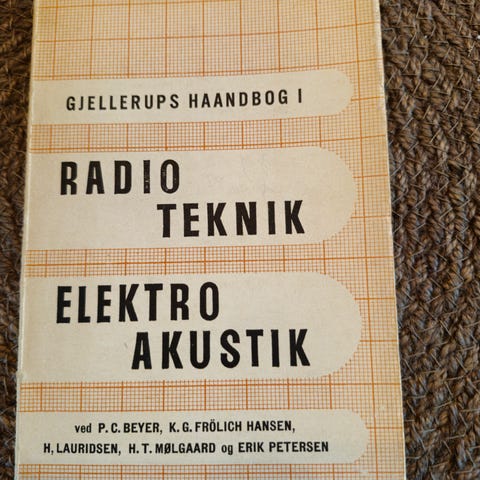 GJELLERUPS HAANDBOG I
RADIO
TEKNIK
ELEKTRO
AKUSTIK
ved P. C. BEYER, K. G. FRÖLICH HANSEN,
H, LAURIDSEN, H. T. MØLGAARD og ERIK PETERSEN